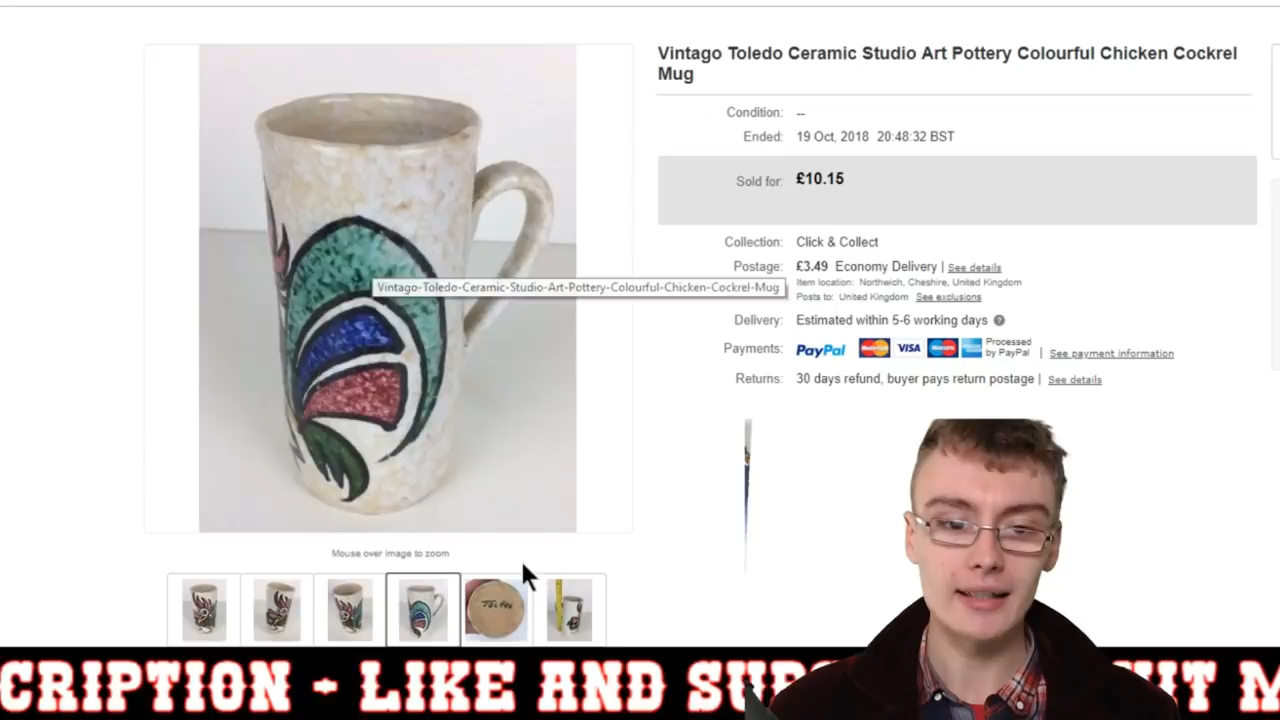 Vintago Toledo Ceramic Studio Art Pottery Colourful Chicken Cockrel
Mug
Condition: --
Ended: 19 Oct, 2018 20:48:32 BST
Sold for: £10.15
Collection: Click & Collect
Postage: £3.49 Economy Delivery | See details
Item location: Northwich, Cheshire, United Kingdom
Posts to: United Kingdom See exclusions
Vintago-Toledo-Ceramic-Studio-Art-Pottery-Colourful-Chicken-Cockrel-Mug
Delivery: Estimated within 5-6 working days
Payments: PayPal VISA Processed
by PayPal | See payment information
Returns: 30 days refund, buyer pays return postage | See details
Mouse over image to zoom
Toledo
CRIPTION - LIKE AND SU